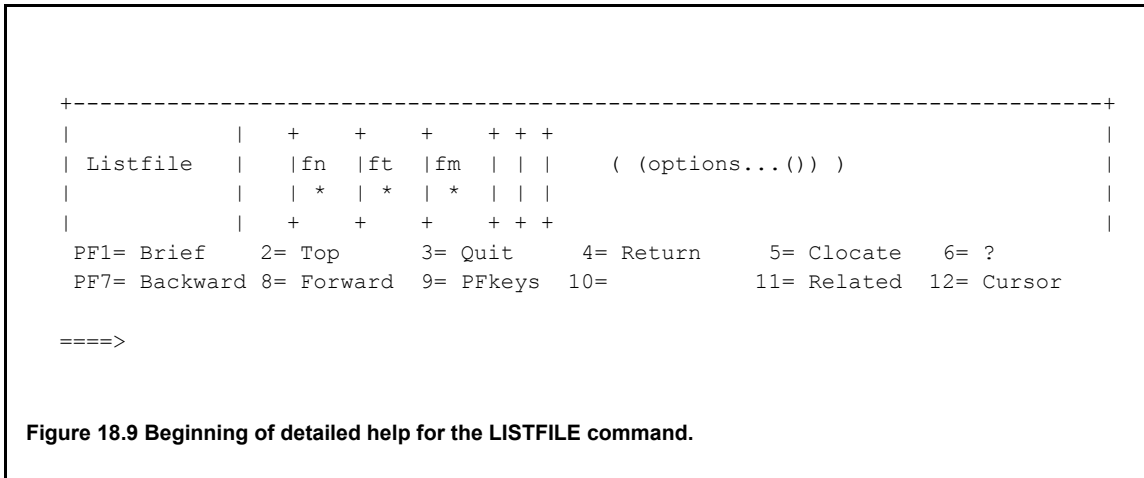 +-----------------------------------------------------------------------------+
|            |   +    +    +    + + +                                          |
| Listfile   |   |fn  |ft  |fm  | | |    ( (options...()) )                    |
|            |   | *  | *  | *  | | |                                          |
|            |   +    +    +    + + +                                          |
PF1= Brief    2= Top      3= Quit     4= Return      5= Clocate   6= ?
PF7= Backward 8= Forward  9= PFkeys  10=            11= Related  12= Cursor
====>
Figure 18.9 Beginning of detailed help for the LISTFILE command.